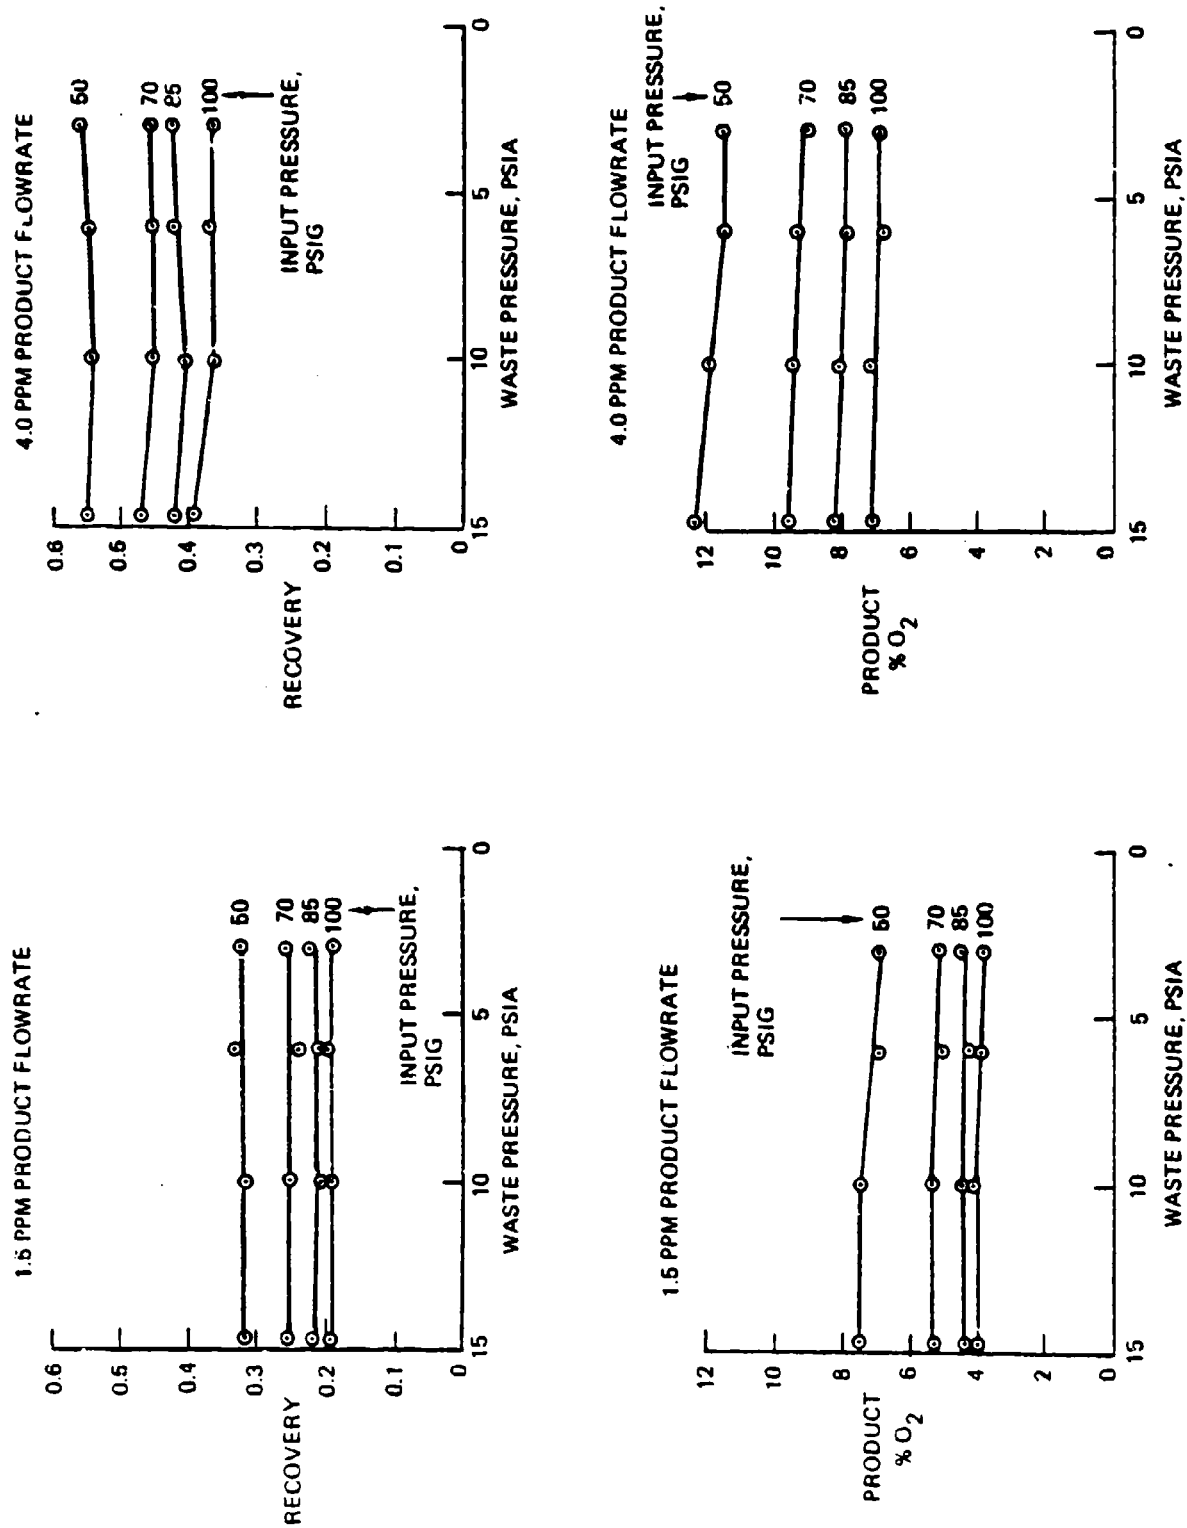 1.5 PPM PRODUCT FLOWRATE
0.6
0.5
0.4
0.3
0.2
0.1
0
RECOVERY
50
70
85
100
INPUT PRESSURE,
PSIG
15
10
5
0
WASTE PRESSURE, PSIA
4.0 PPM PRODUCT FLOWRATE
0.6
0.5
0.4
0.3
0.2
0.1
0
RECOVERY
50
70
85
100
INPUT PRESSURE,
PSIG
15
10
5
0
WASTE PRESSURE, PSIA
1.5 PPM PRODUCT FLOWRATE
INPUT PRESSURE,
PSIG
12
10
8
6
4
2
0
PRODUCT
% O2
50
70
85
100
15
10
5
0
WASTE PRESSURE, PSIA
4.0 PPM PRODUCT FLOWRATE
INPUT PRESSURE,
PSIG
12
10
8
6
4
2
0
PRODUCT
% O2
50
70
85
100
15
10
5
0
WASTE PRESSURE, PSIA